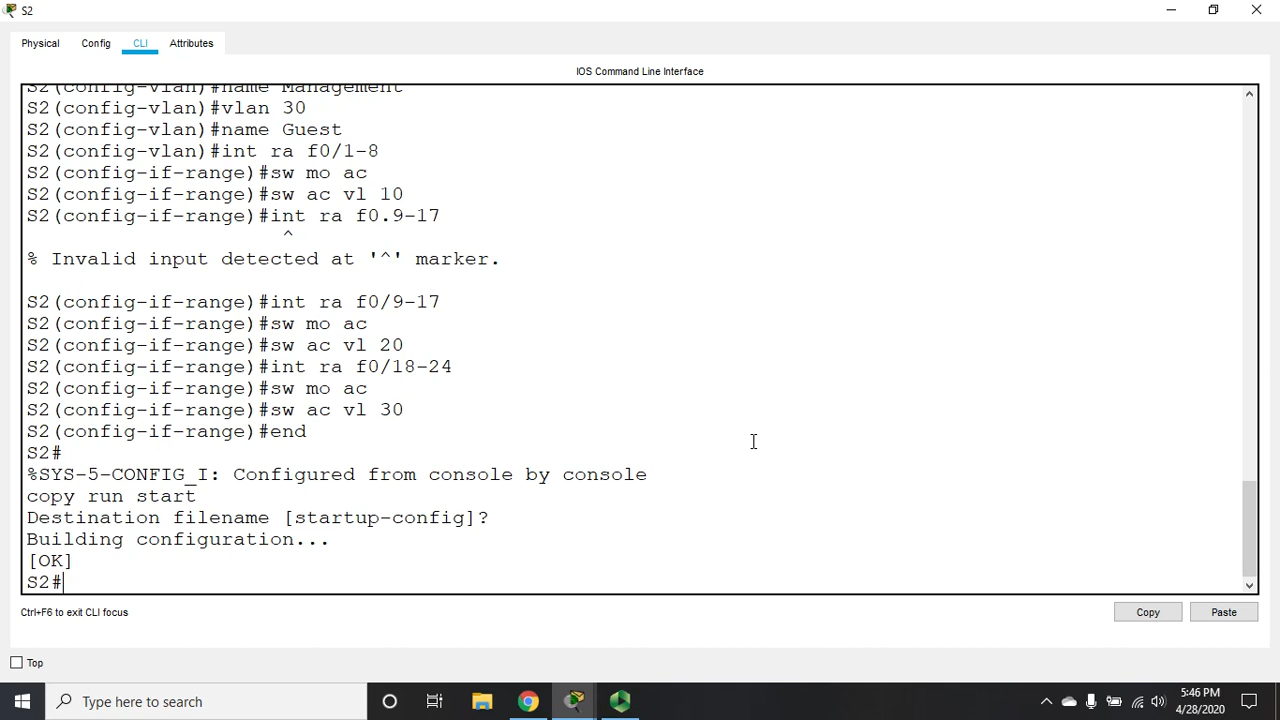 S2
Physical
Config
CLI
Attributes
IOS Command Line Interface
S2(config-vlan)#name Management
S2(config-vlan)#vlan 30
S2(config-vlan)#name Guest
S2(config-vlan)#int ra f0/1-8
S2(config-if-range)#sw mo ac
S2(config-if-range)#sw ac vl 10
S2(config-if-range)#int ra f0.9-17
^
% Invalid input detected at '^' marker.
S2(config-if-range)#int ra f0/9-17
S2(config-if-range)#sw mo ac
S2(config-if-range)#sw ac vl 20
S2(config-if-range)#int ra f0/18-24
S2(config-if-range)#sw mo ac
S2(config-if-range)#sw ac vl 30
S2(config-if-range)#end
S2#
%SYS-5-CONFIG_I: Configured from console by console
copy run start
Destination filename [startup-config]?
Building configuration...
[OK]
S2#
Ctrl+F6 to exit CLI focus
Copy
Paste
Top
Type here to search
5:46 PM
4/28/2020